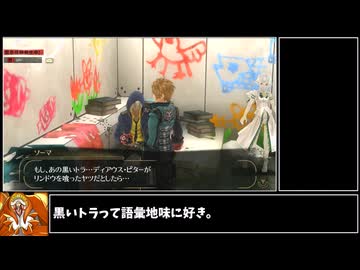 ソーマ
もし、あの黒いトラ…ディアウス・ピターが
リンドウを喰ったヤツだとしたら…
黒いトラって語彙地味に好き。